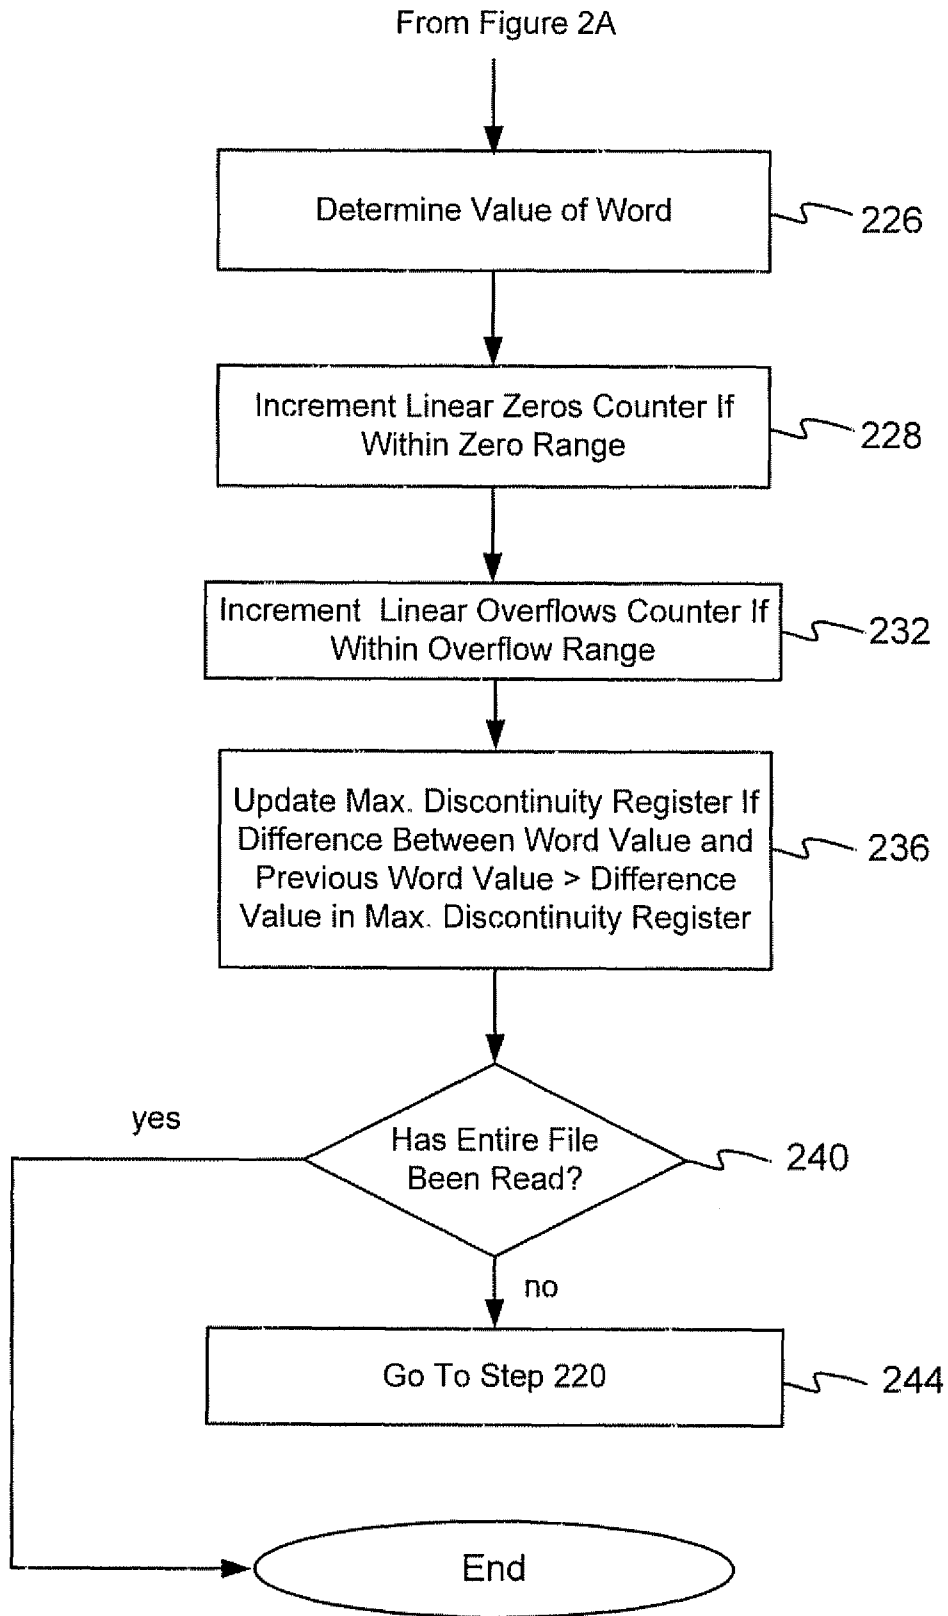 From Figure 2A
Determine Value of Word
226
Increment Linear Zeros Counter If
Within Zero Range
228
Increment Linear Overflows Counter If
Within Overflow Range
232
Update Max. Discontinuity Register If
Difference Between Word Value and
Previous Word Value > Difference
Value in Max. Discontinuity Register
236
yes
Has Entire File
Been Read?
240
no
Go To Step 220
244
End